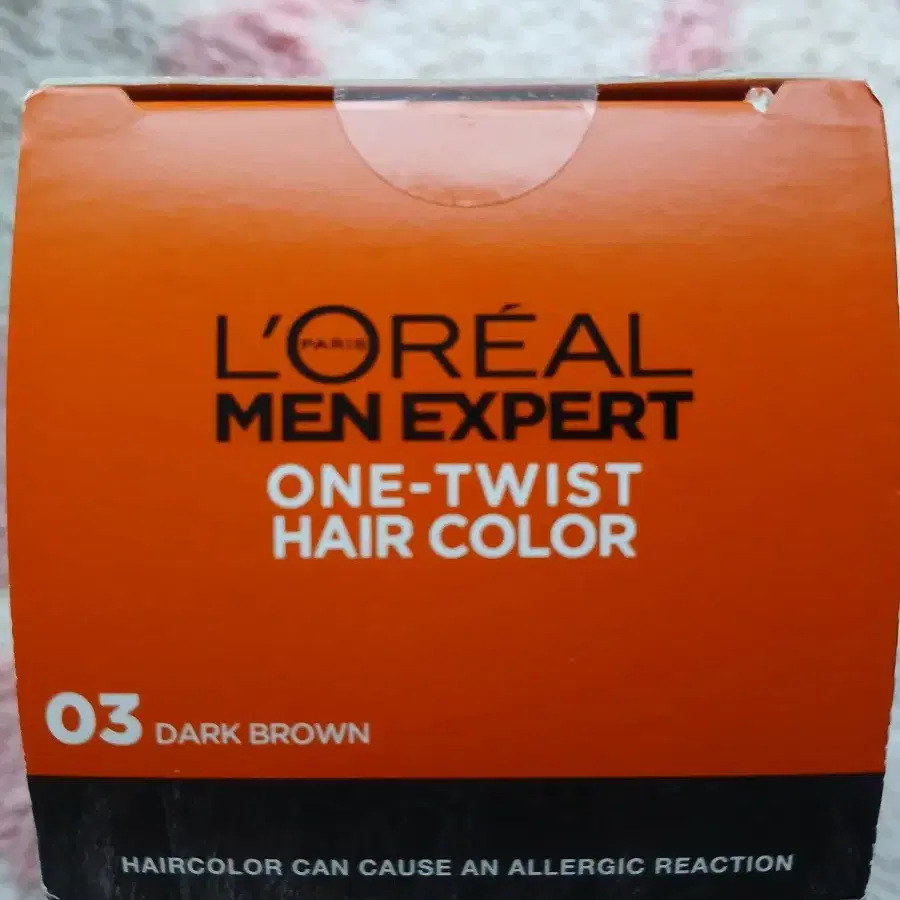 L'ORÉAL
PARIS
MEN EXPERT
ONE-TWIST
HAIR COLOR
03 DARK BROWN
HAIRCOLOR CAN CAUSE AN ALLERGIC REACTION